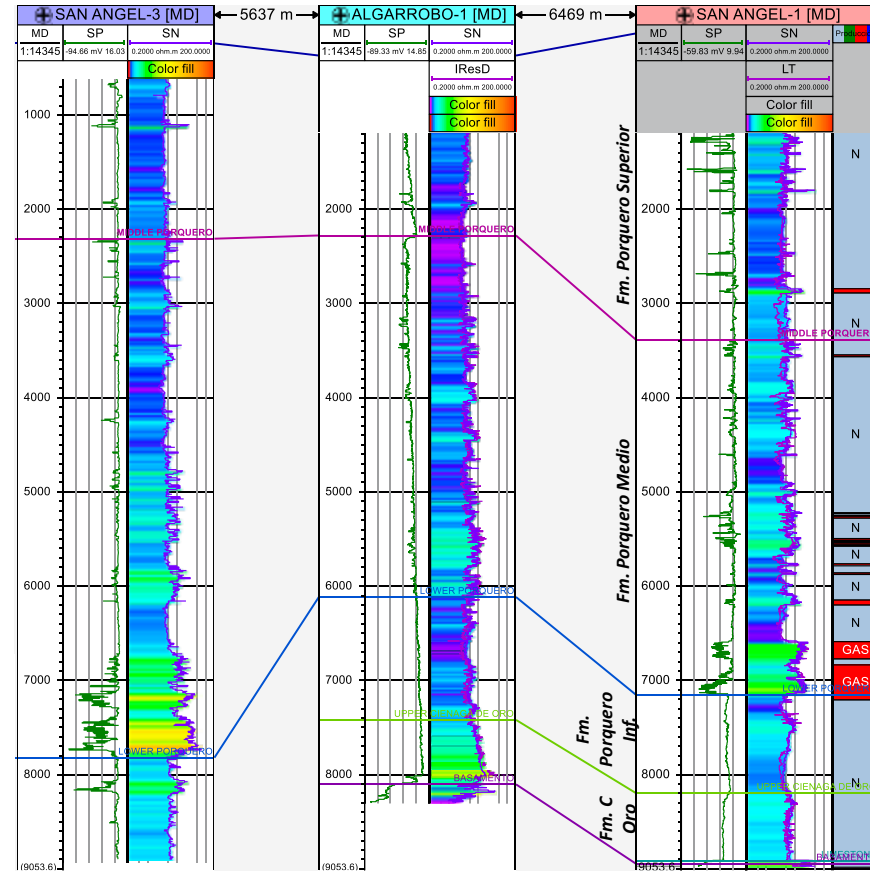 SAN ANGEL-3 [MD]
5637 m
ALGARROBO-1 [MD]
6469 m
SAN ANGEL-1 [MD]
MD
SP
SN
1:14345
-94.66 mV 16.03
0.2000 ohm.m 200.0000
Color fill
MD
SP
SN
1:14345
-89.33 mV 14.85
0.2000 ohm.m 200.0000
IResD
0.2000 ohm.m 200.0000
Color fill
Color fill
MD
SP
SN
1:14345
-59.83 mV 9.94
0.2000 ohm.m 200.0000
LT
0.2000 ohm.m 200.0000
Color fill
Color fill
1000
2000
3000
4000
5000
6000
7000
8000
(9053.6)
MIDDLE PORQUERO
LOWER PORQUERO
2000
3000
4000
5000
6000
7000
8000
(9053.6)
MIDDLE PORQUERO
LOWER PORQUERO
UPPER CIENAGA DE ORO
BASAMENTO
Fm. Porquero Superior
Fm. Porquero Medio
Fm.
Porquero
Inf.
Fm. C
Oro
2000
3000
4000
5000
6000
7000
8000
(9053.6)
MIDDLE PORQUER
LOWER PORQUER
UPPER CIENAGA DE OR
BASAMENT
N
N
N
N
N
N
N
GAS
GAS
N